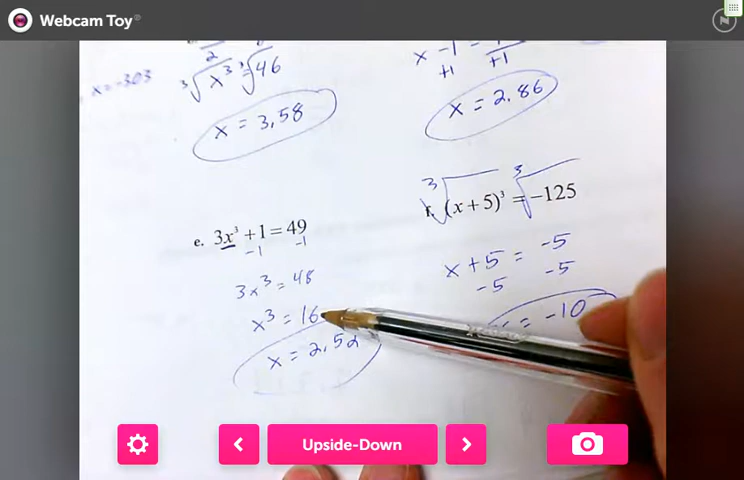 Webcam Toy
x = -303
2
³√x³ = ³√46
x = 3.58
x - 1 =
+1 +1
x = 2.86
e. 3x³ + 1 = 49
-1 -1
3x³ = 48
x³ = 16
x = 2.52
³√(x + 5)³ = ³√-125
x + 5 = -5
-5 -5
= -10
Upside-Down